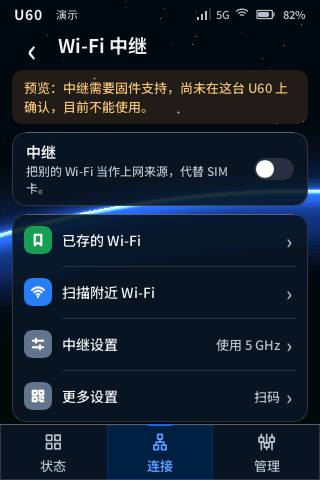 U60 演示 5G 82%
Wi-Fi 中继
预览：中继需要固件支持，尚未在这台 U60 上
确认，目前不能使用。
中继
把别的 Wi-Fi 当作上网来源，代替 SIM
卡。
已存的 Wi-Fi
扫描附近 Wi-Fi
中继设置 使用 5 GHz
更多设置 扫码
状态 连接 管理